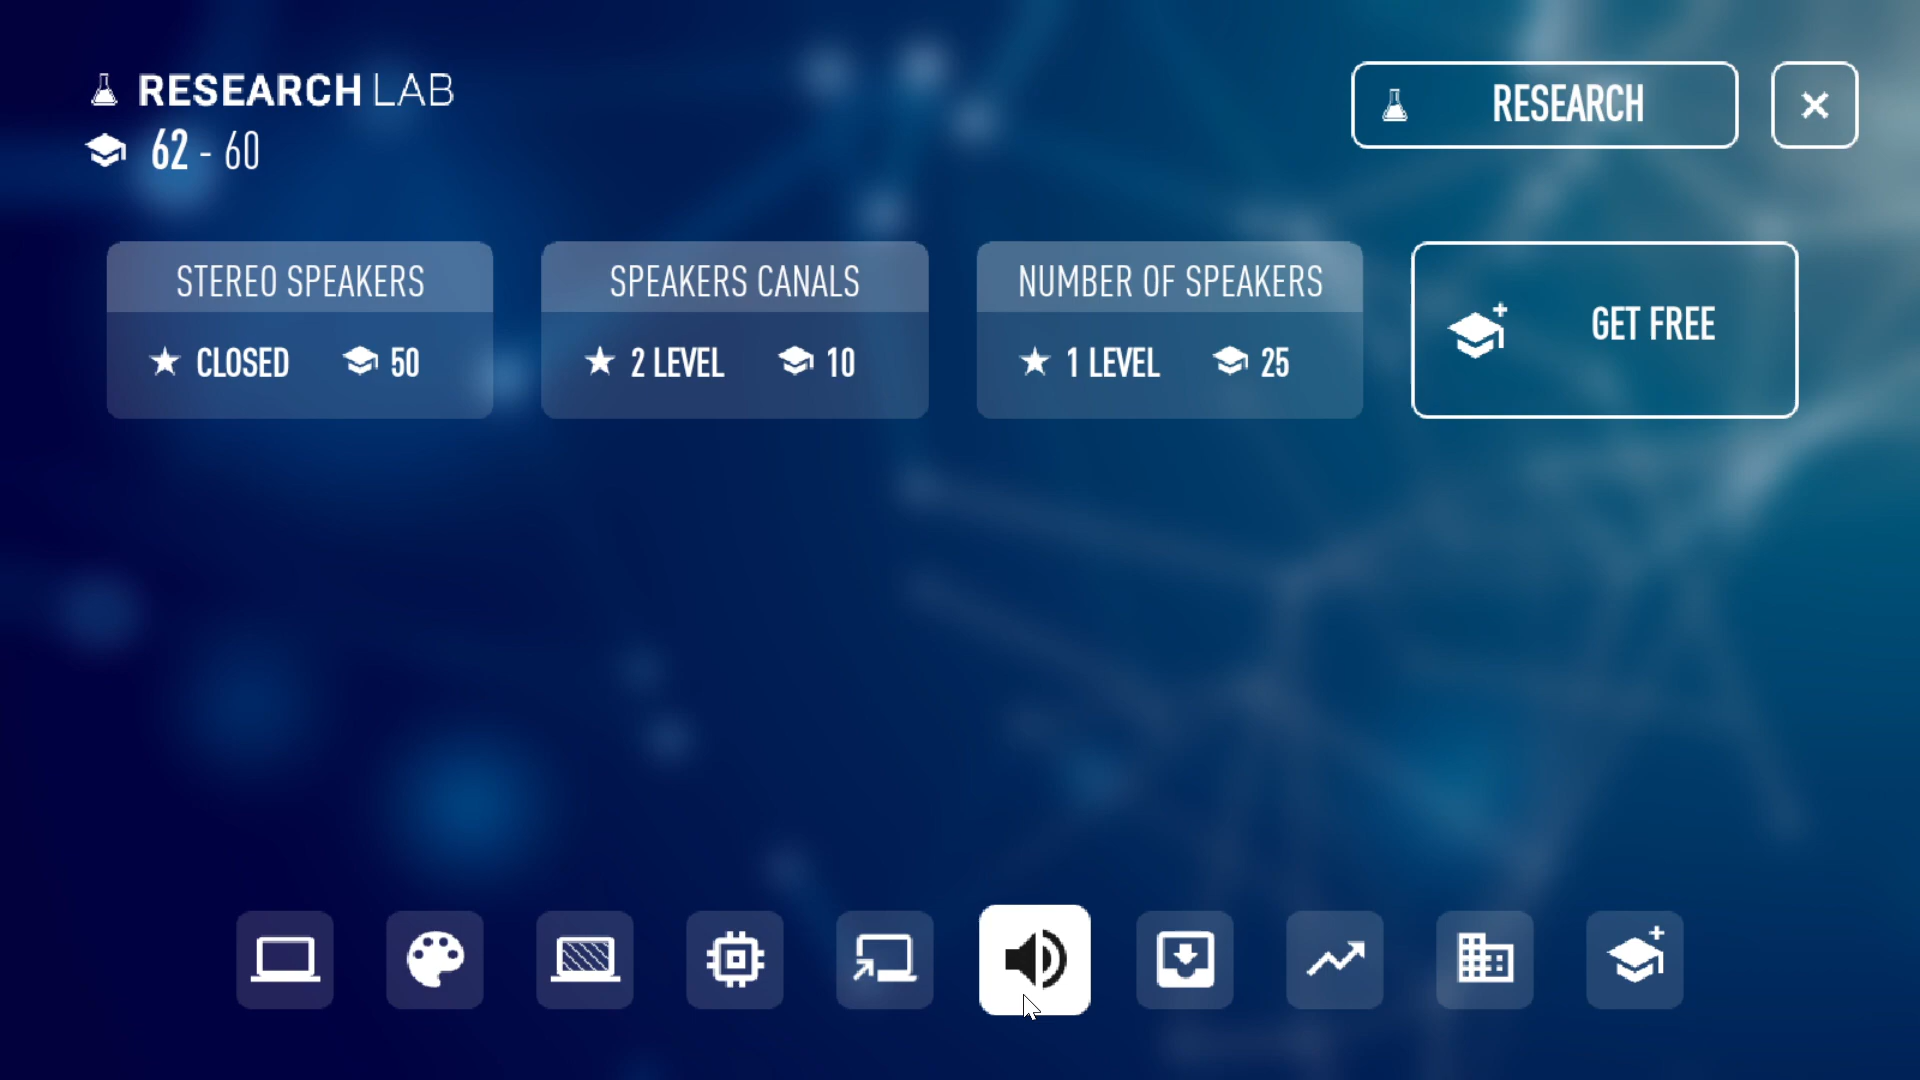 RESEARCH LAB
62 - 60
RESEARCH
STEREO SPEAKERS
CLOSED 50
SPEAKERS CANALS
2 LEVEL 10
NUMBER OF SPEAKERS
1 LEVEL 25
GET FREE